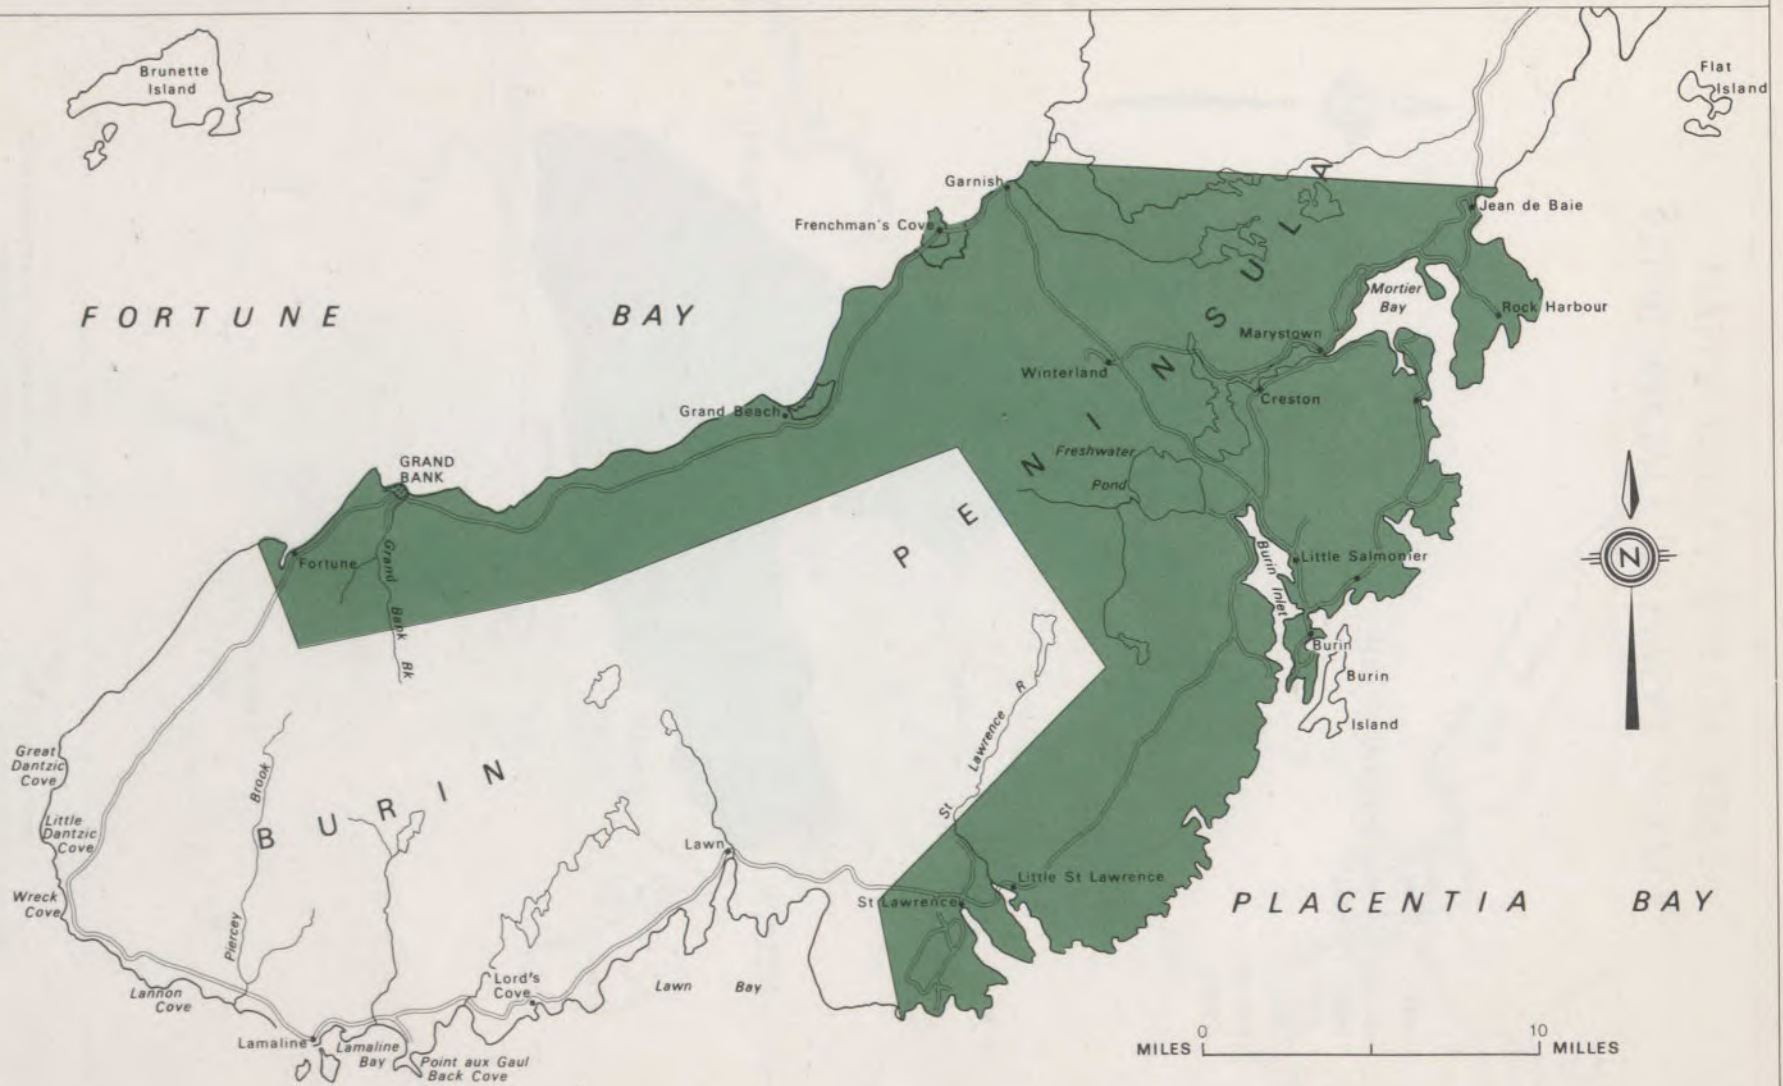 Brunette
Island
Flat
Island
Garnish
Jean de Baie
Frenchman's Cove
FORTUNE BAY
Mortier
Bay
Rock Harbour
Marystown
Winterland
Creston
Grand Beach
Freshwater
Pond
GRAND
BANK
Fortune
Grand Bank Bk
Little Salmonier
Burin Inlet
N
Burin
Burin
Island
St Lawrence R
BURIN PENINSULA
Great
Dantzic
Cove
Little
Dantzic
Cove
Wreck
Cove
Piercey Brook
Lawn
Little St Lawrence
St Lawrence
PLACENTIA BAY
Lannon
Cove
Lord's
Cove
Lawn Bay
Lamaline
Lamaline
Bay
Point aux Gaul
Back Cove
0 10
MILES MILLES